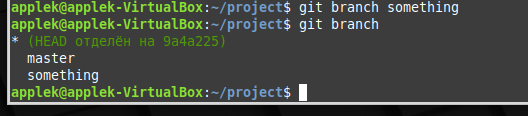 applek@applek-VirtualBox:~/project$ git branch something
applek@applek-VirtualBox:~/project$ git branch
* (HEAD отделён на 9a4a225)
  master
  something
applek@applek-VirtualBox:~/project$